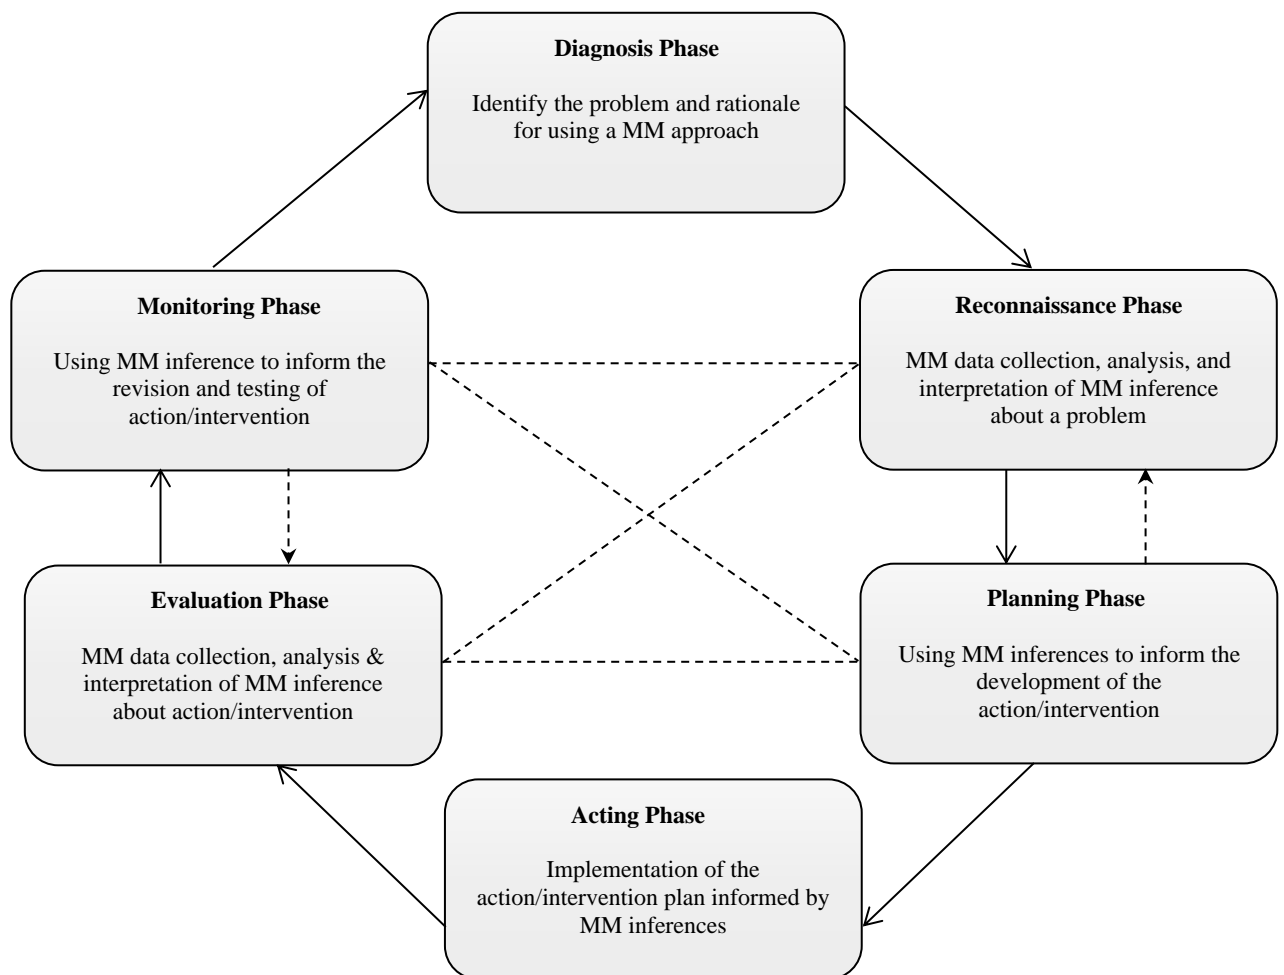 Diagnosis Phase
Identify the problem and rationale
for using a MM approach
Monitoring Phase
Using MM inference to inform the
revision and testing of
action/intervention
Reconnaissance Phase
MM data collection, analysis, and
interpretation of MM inference
about a problem
Evaluation Phase
MM data collection, analysis &
interpretation of MM inference
about action/intervention
Planning Phase
Using MM inferences to inform the
development of the
action/intervention
Acting Phase
Implementation of the
action/intervention plan informed by
MM inferences